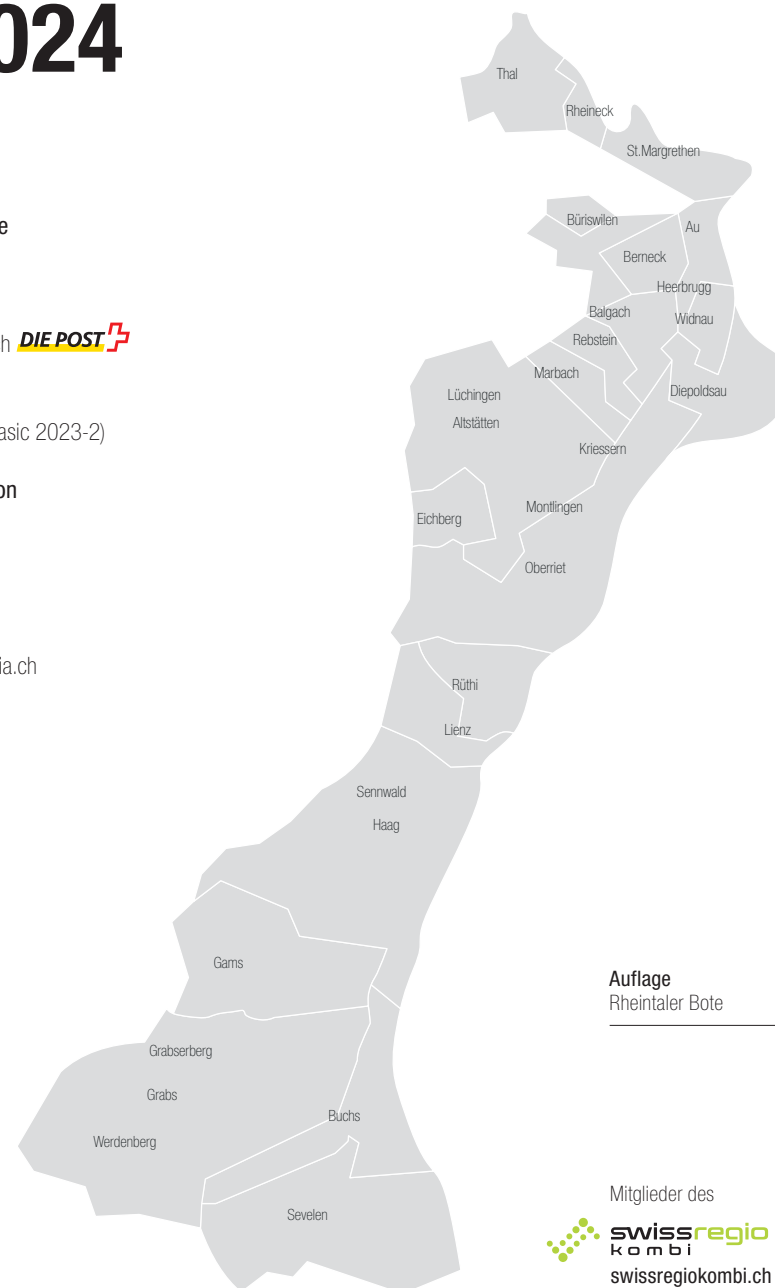 024
e
h DIE POST
asic 2023-2)
on
ia.ch
Thal
Rheineck
St.Margrethen
Büriswilen
Au
Berneck
Heerbrugg
Balgach
Widnau
Rebstein
Marbach
Diepoldsau
Lüchingen
Altstätten
Kriessern
Montlingen
Eichberg
Oberriet
Rüthi
Lienz
Sennwald
Haag
Gams
Grabserberg
Grabs
Buchs
Werdenberg
Sevelen
Auflage
Rheintaler Bote
Mitglieder des
swissregio
kombi
swissregiokombi.ch